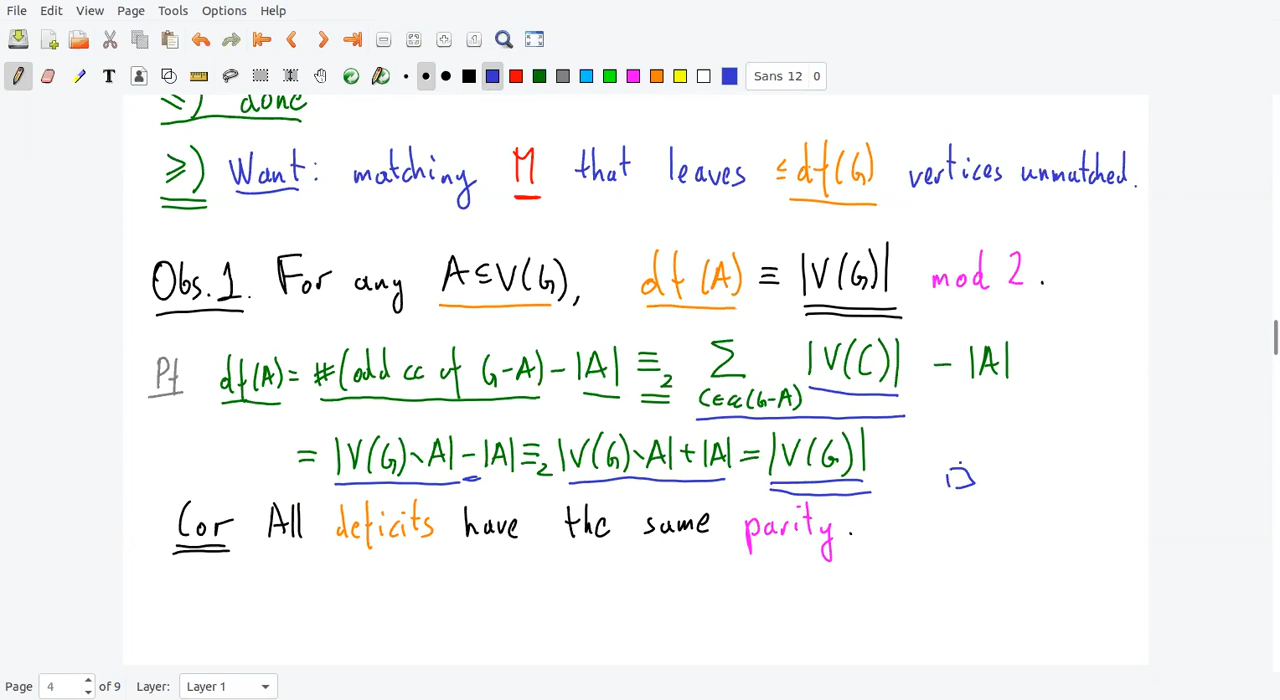 File Edit View Page Tools Options Help
Sans 12 0
≤) done
≥) Want: matching M that leaves ≤ df(G) vertices unmatched.
Obs. 1. For any A⊆V(G), df(A) ≡ |V(G)| mod 2.
Pf df(A) = #(odd cc of G-A) - |A| ≡₂ Σ_{C∈cc(G-A)} |V(C)| - |A|
= |V(G)∖A| - |A| ≡₂ |V(G)∖A| + |A| = |V(G)|
Cor All deficits have the same parity.
Page 4 of 9 Layer: Layer 1